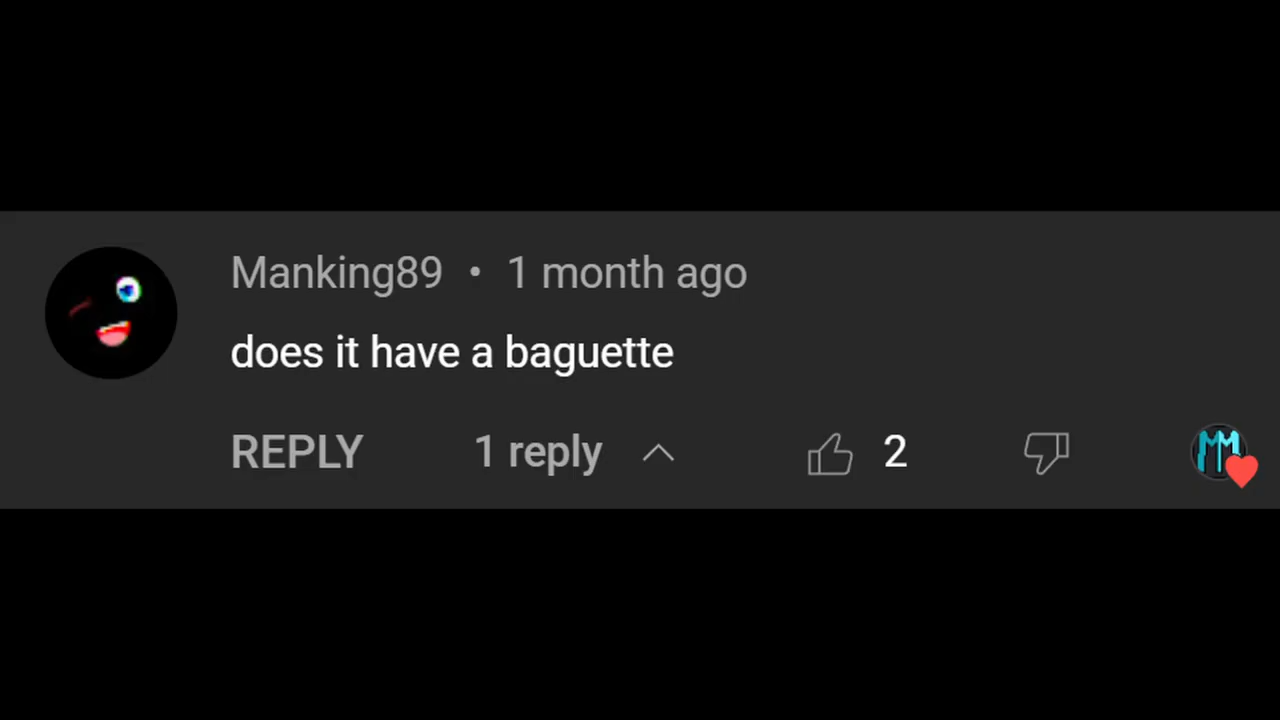 Manking89 • 1 month ago
does it have a baguette
REPLY 1 reply 2